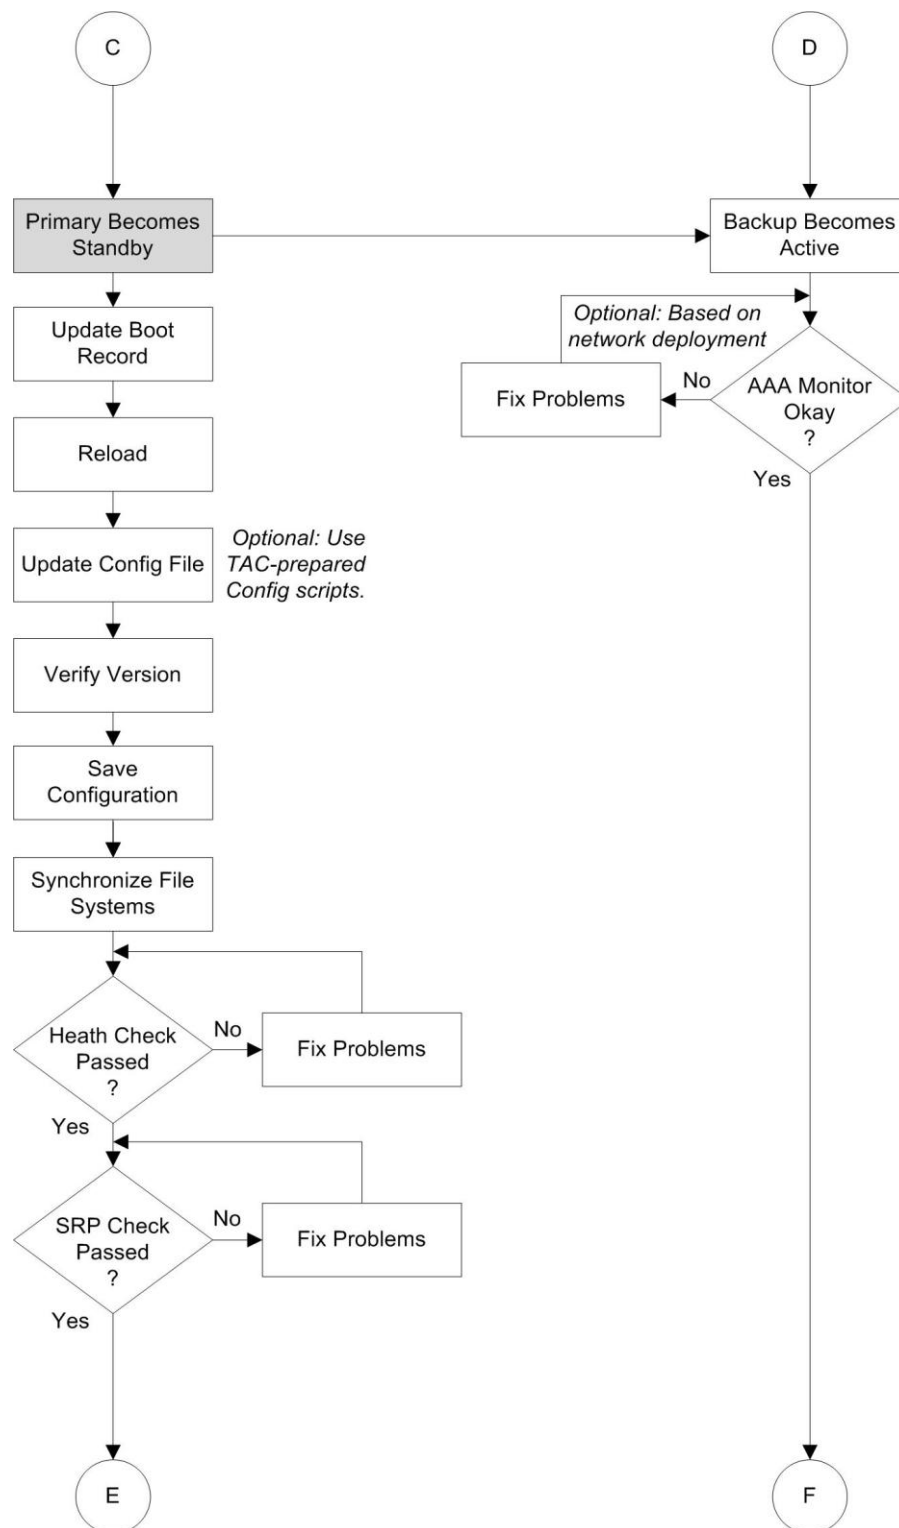 C
D
Primary Becomes
Standby
Backup Becomes
Active
Update Boot
Record
Optional: Based on
network deployment
Fix Problems
No
AAA Monitor
Okay
?
Yes
Reload
Update Config File
Optional: Use
TAC-prepared
Config scripts.
Verify Version
Save
Configuration
Synchronize File
Systems
Heath Check
Passed
?
No
Fix Problems
Yes
SRP Check
Passed
?
No
Fix Problems
Yes
E
F